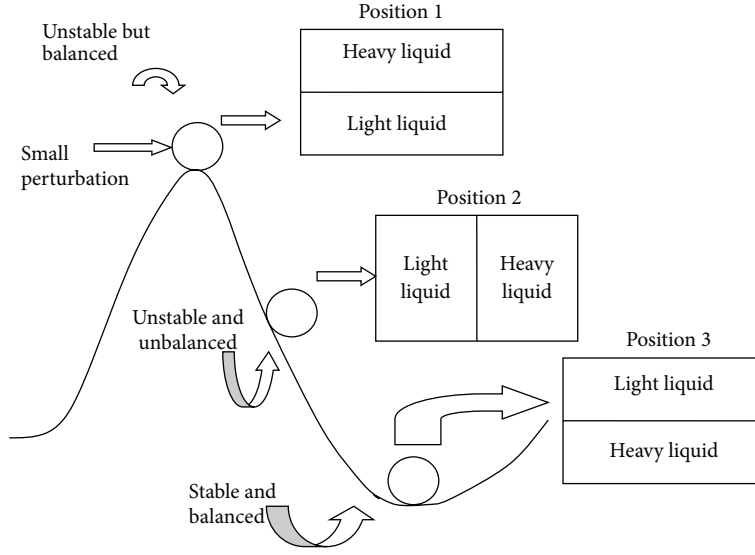 Position 1
Unstable but
balanced
Heavy liquid
Light liquid
Small
perturbation
Position 2
Light
liquid
Heavy
liquid
Unstable and
unbalanced
Position 3
Light liquid
Heavy liquid
Stable and
balanced